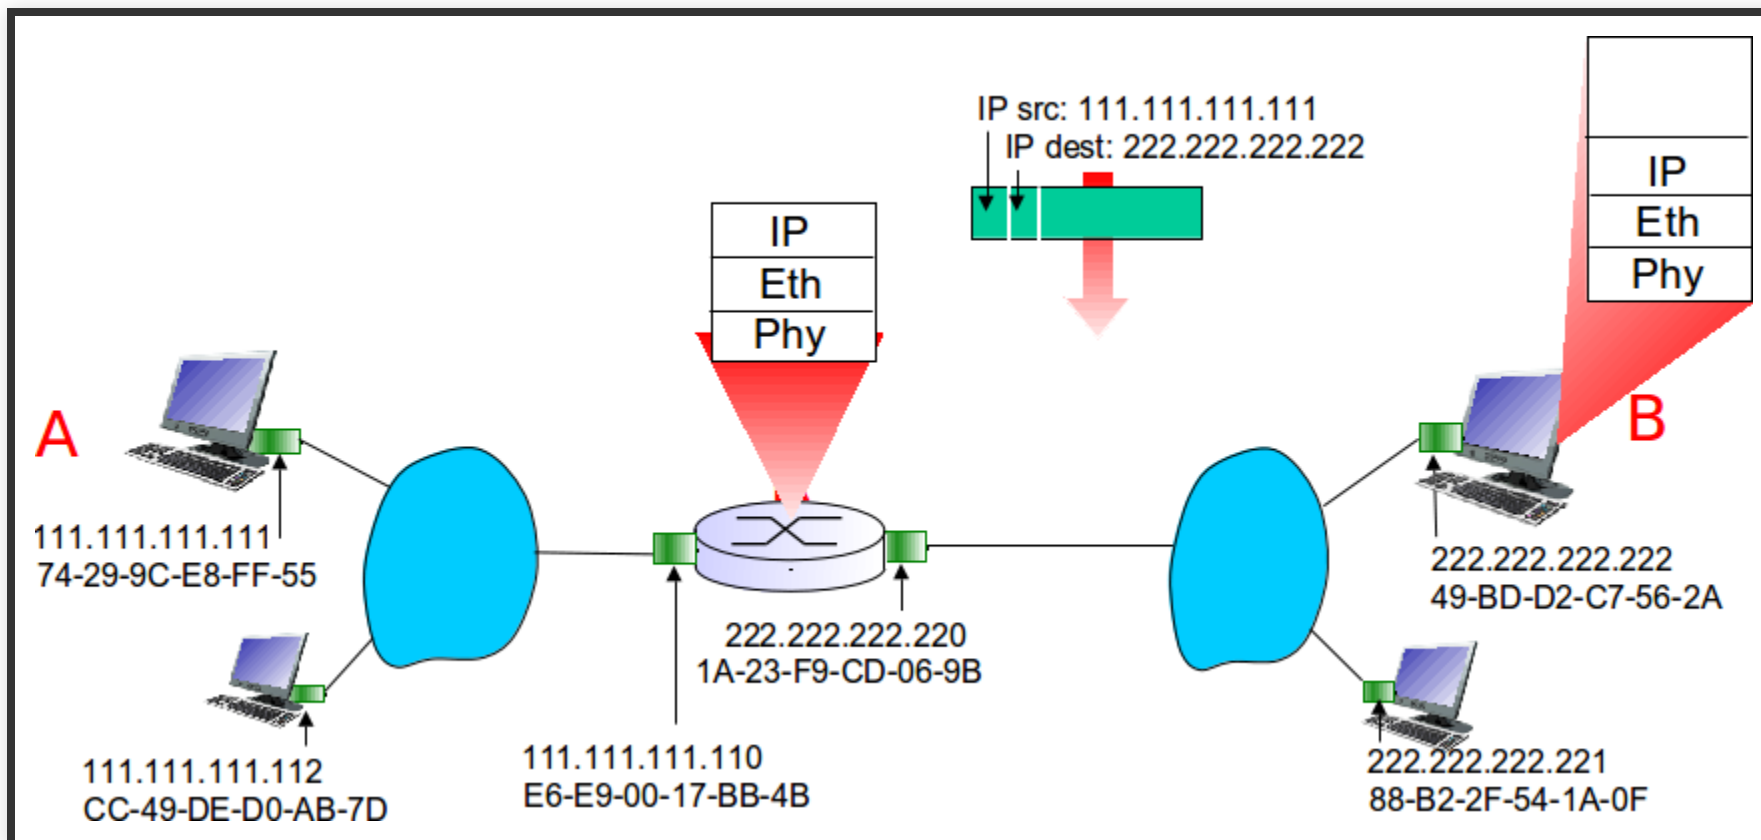 IP src: 111.111.111.111
IP dest: 222.222.222.222
IP
Eth
Phy
IP
Eth
Phy
A
B
111.111.111.111
74-29-9C-E8-FF-55
222.222.222.222
49-BD-D2-C7-56-2A
222.222.222.220
1A-23-F9-CD-06-9B
111.111.111.112
CC-49-DE-D0-AB-7D
111.111.111.110
E6-E9-00-17-BB-4B
222.222.222.221
88-B2-2F-54-1A-0F